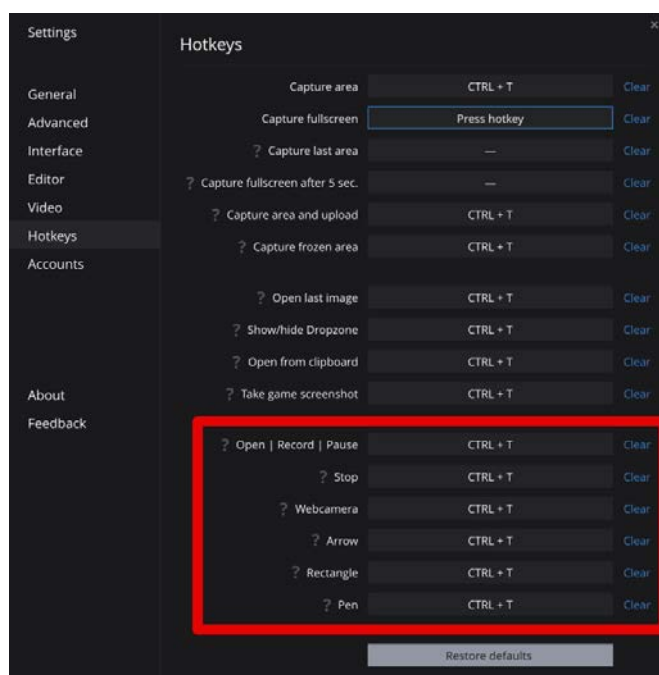 Settings
Hotkeys
General
Advanced
Interface
Editor
Video
Hotkeys
Accounts
About
Feedback
Capture area CTRL + T Clear
Capture fullscreen Press hotkey Clear
? Capture last area — Clear
? Capture fullscreen after 5 sec. — Clear
? Capture area and upload CTRL + T Clear
? Capture frozen area CTRL + T Clear
? Open last image CTRL + T Clear
? Show/hide Dropzone CTRL + T Clear
? Open from clipboard CTRL + T Clear
? Take game screenshot CTRL + T Clear
? Open | Record | Pause CTRL + T Clear
? Stop CTRL + T Clear
? Webcamera CTRL + T Clear
? Arrow CTRL + T Clear
? Rectangle CTRL + T Clear
? Pen CTRL + T Clear
Restore defaults